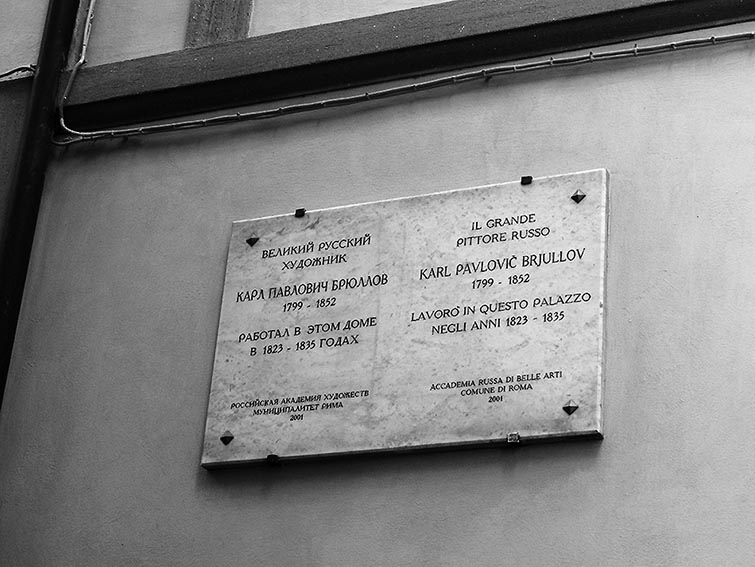 ВЕЛИКИЙ РУССКИЙ
ХУДОЖНИК
КАРЛ ПАВЛОВИЧ БРЮЛЛОВ
1799 - 1852
РАБОТАЛ В ЭТОМ ДОМЕ
В 1823 - 1835 ГОДАХ
РОССИЙСКАЯ АКАДЕМИЯ ХУДОЖЕСТВ
МУНИЦИПАЛИТЕТ РИМА
2001
IL GRANDE
PITTORE RUSSO
KARL PAVLOVIČ BRJULLOV
1799 - 1852
LAVORO' IN QUESTO PALAZZO
NEGLI ANNI 1823 - 1835
ACCADEMIA RUSSA DI BELLE ARTI
COMUNE DI ROMA
2001